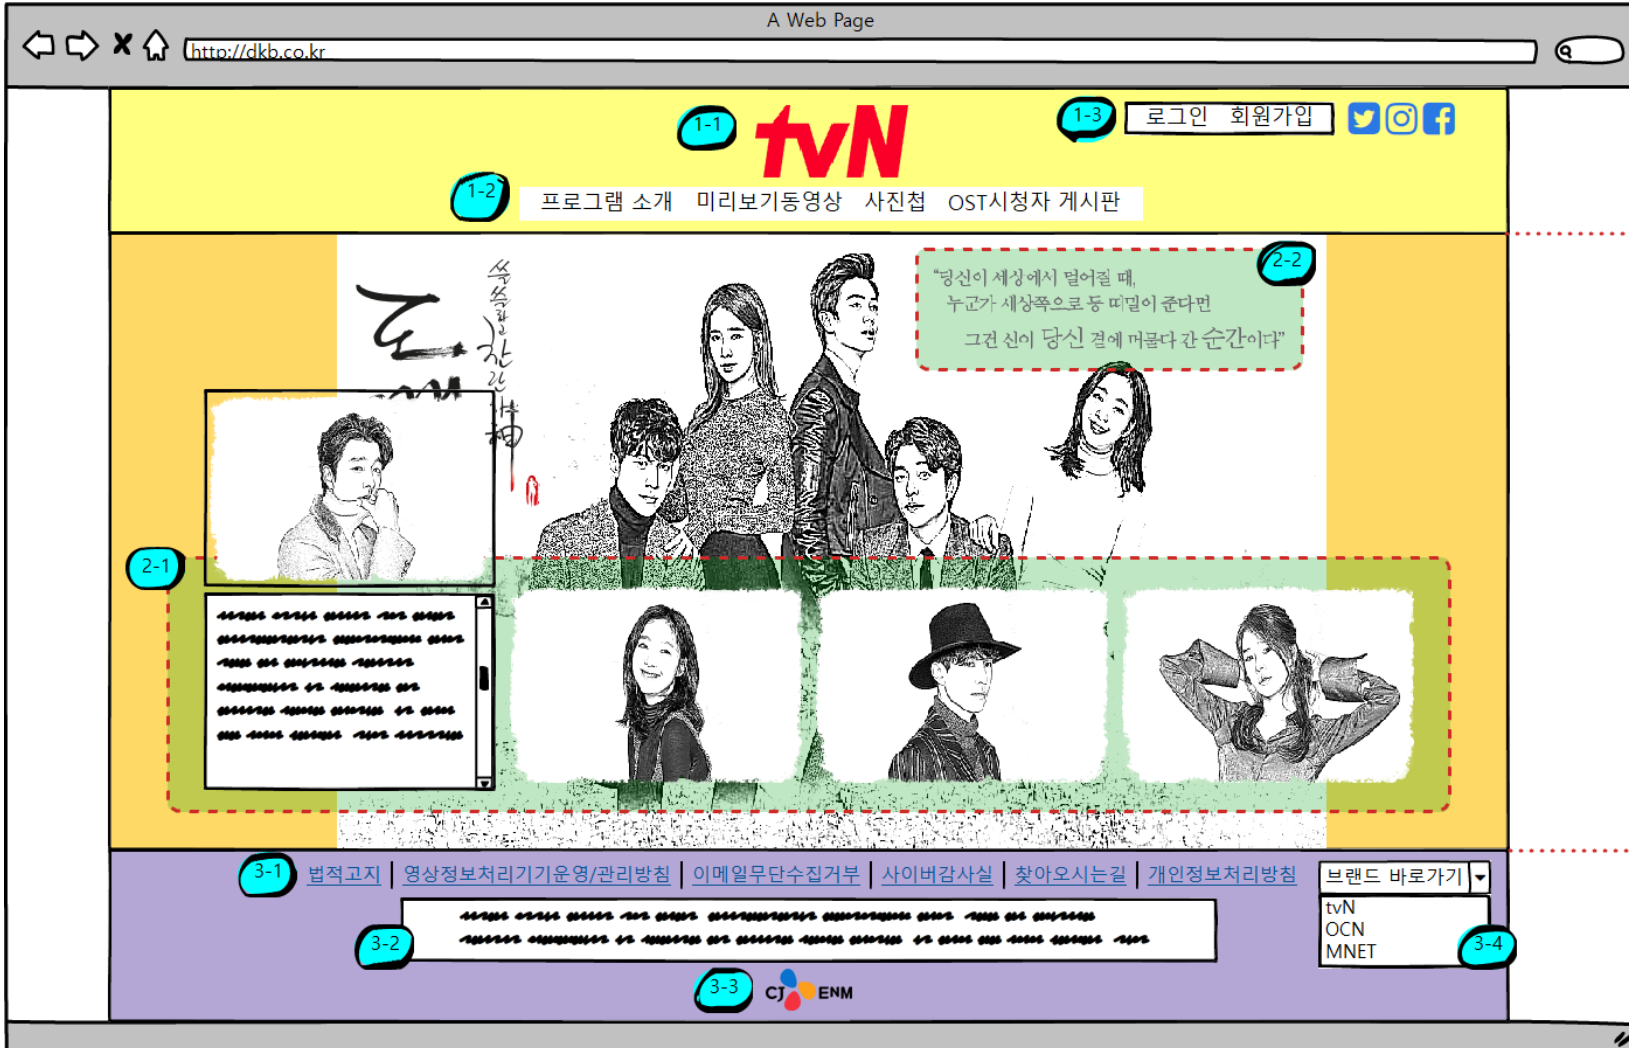 A Web Page
http://dkb.co.kr
1-1
tvN
1-3
로그인 회원가입
1-2
프로그램 소개 미리보기동영상 사진첩 OST시청자 게시판
2-2
“당신이 세상에서 멀어질 때,
누군가 세상쪽으로 등 떠밀어 준다면
그건 신이 당신 곁에 머물다 간 순간이다”
쓸쓸하고 찬란
神
도
2-1
3-1
법적고지 | 영상정보처리기기운영/관리방침 | 이메일무단수집거부 | 사이버감사실 | 찾아오시는길 | 개인정보처리방침
브랜드 바로가기
tvN
OCN
MNET
3-2
3-4
3-3
CJ ENM